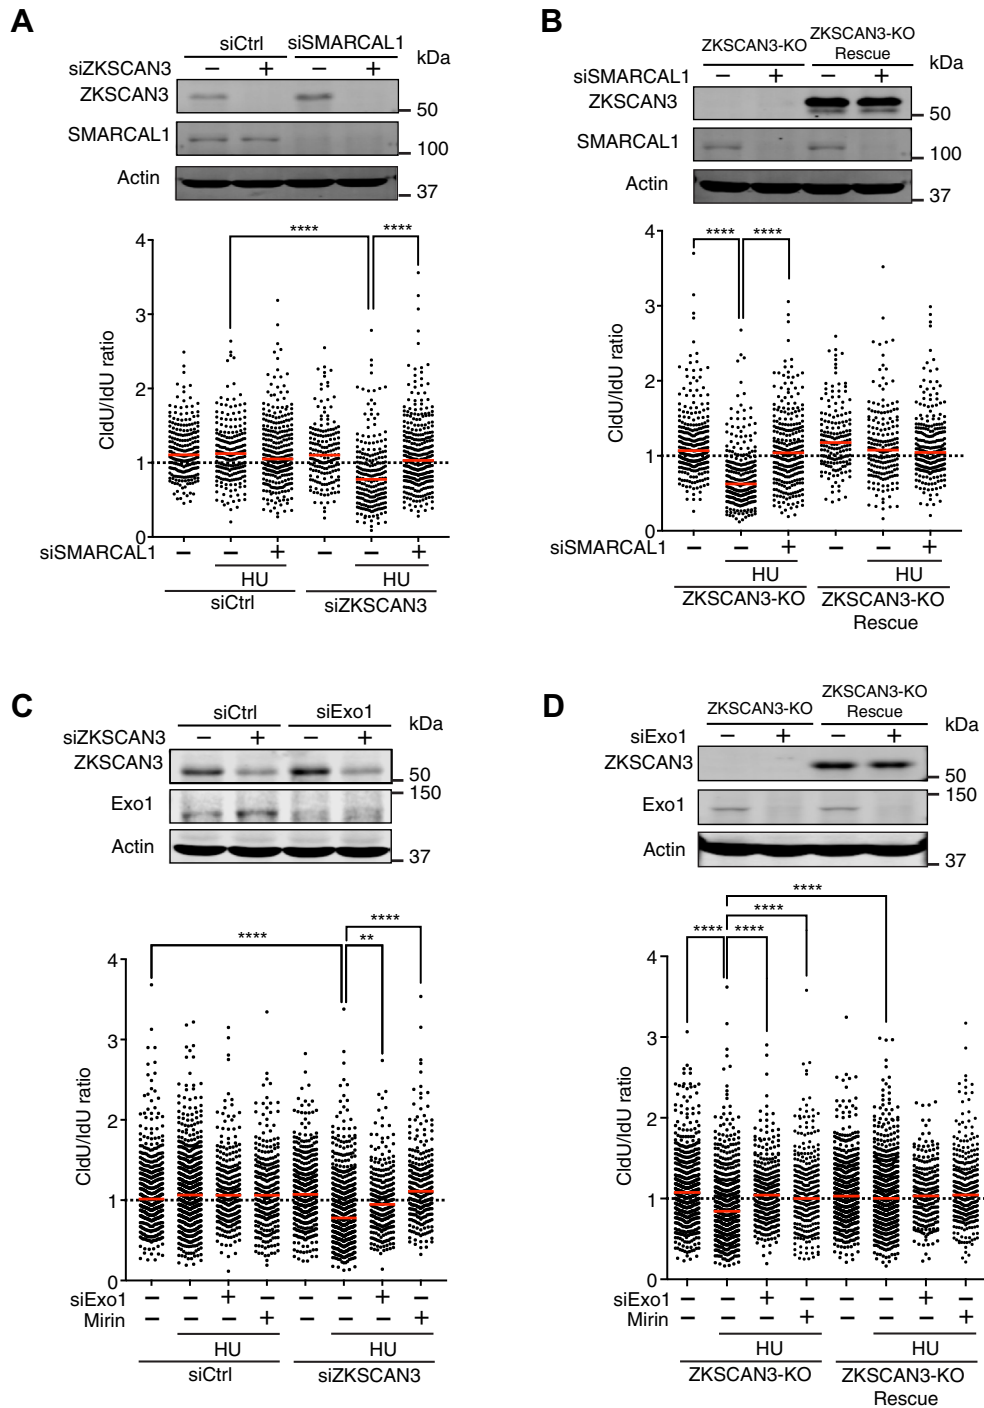 A
siCtrl siSMARCAL1
kDa
siZKSCAN3 – + – +
ZKSCAN3
50
SMARCAL1
100
Actin
37
**** ****
CldU/IdU ratio
4
3
2
1
0
siSMARCAL1 – – + – – +
HU HU
siCtrl siZKSCAN3
B
ZKSCAN3-KO ZKSCAN3-KO
Rescue
kDa
siSMARCAL1 – + – +
ZKSCAN3
50
SMARCAL1
100
Actin
37
**** ****
CldU/IdU ratio
4
3
2
1
0
siSMARCAL1 – – + – – +
HU HU
ZKSCAN3-KO ZKSCAN3-KO
Rescue
C
siCtrl siExo1
kDa
siZKSCAN3 – + – +
ZKSCAN3
50
150
Exo1
Actin
37
****
**** **
CldU/IdU ratio
4
3
2
1
0
siExo1 – – + – – – + –
Mirin – – – + – – – +
HU HU
siCtrl siZKSCAN3
D
ZKSCAN3-KO ZKSCAN3-KO
Rescue
kDa
siExo1 – + – +
ZKSCAN3
50
150
Exo1
Actin
37
****
****
**** ****
CldU/IdU ratio
4
3
2
1
0
siExo1 – – + – – – + –
Mirin – – – + – – – +
HU HU
ZKSCAN3-KO ZKSCAN3-KO
Rescue